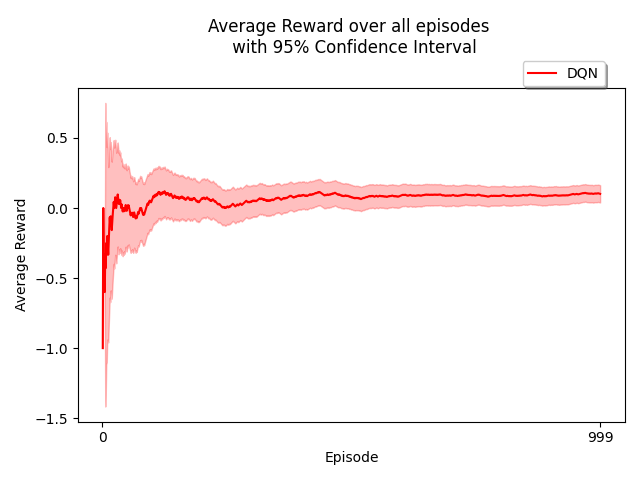 Average Reward over all episodes
with 95% Confidence Interval
DQN
Average Reward
0.5
0.0
−0.5
−1.0
−1.5
0
999
Episode